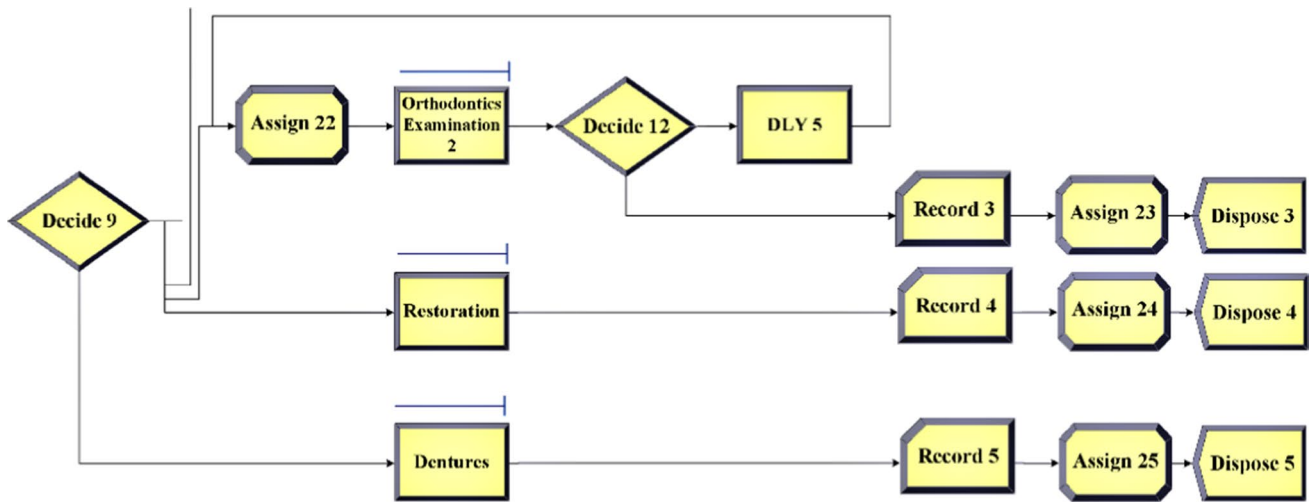 Assign 22
Orthodontics
Examination
2
Decide 12
DLY 5
Decide 9
Record 3
Assign 23
Dispose 3
Restoration
Record 4
Assign 24
Dispose 4
Dentures
Record 5
Assign 25
Dispose 5